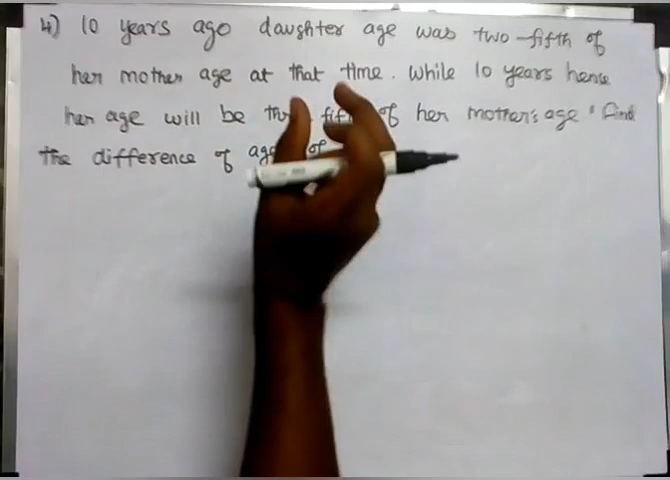 4) 10 years ago daughter age was two-fifth of
her mother age at that time. While 10 years hence
her age will be of her mother's age. find
the difference of of